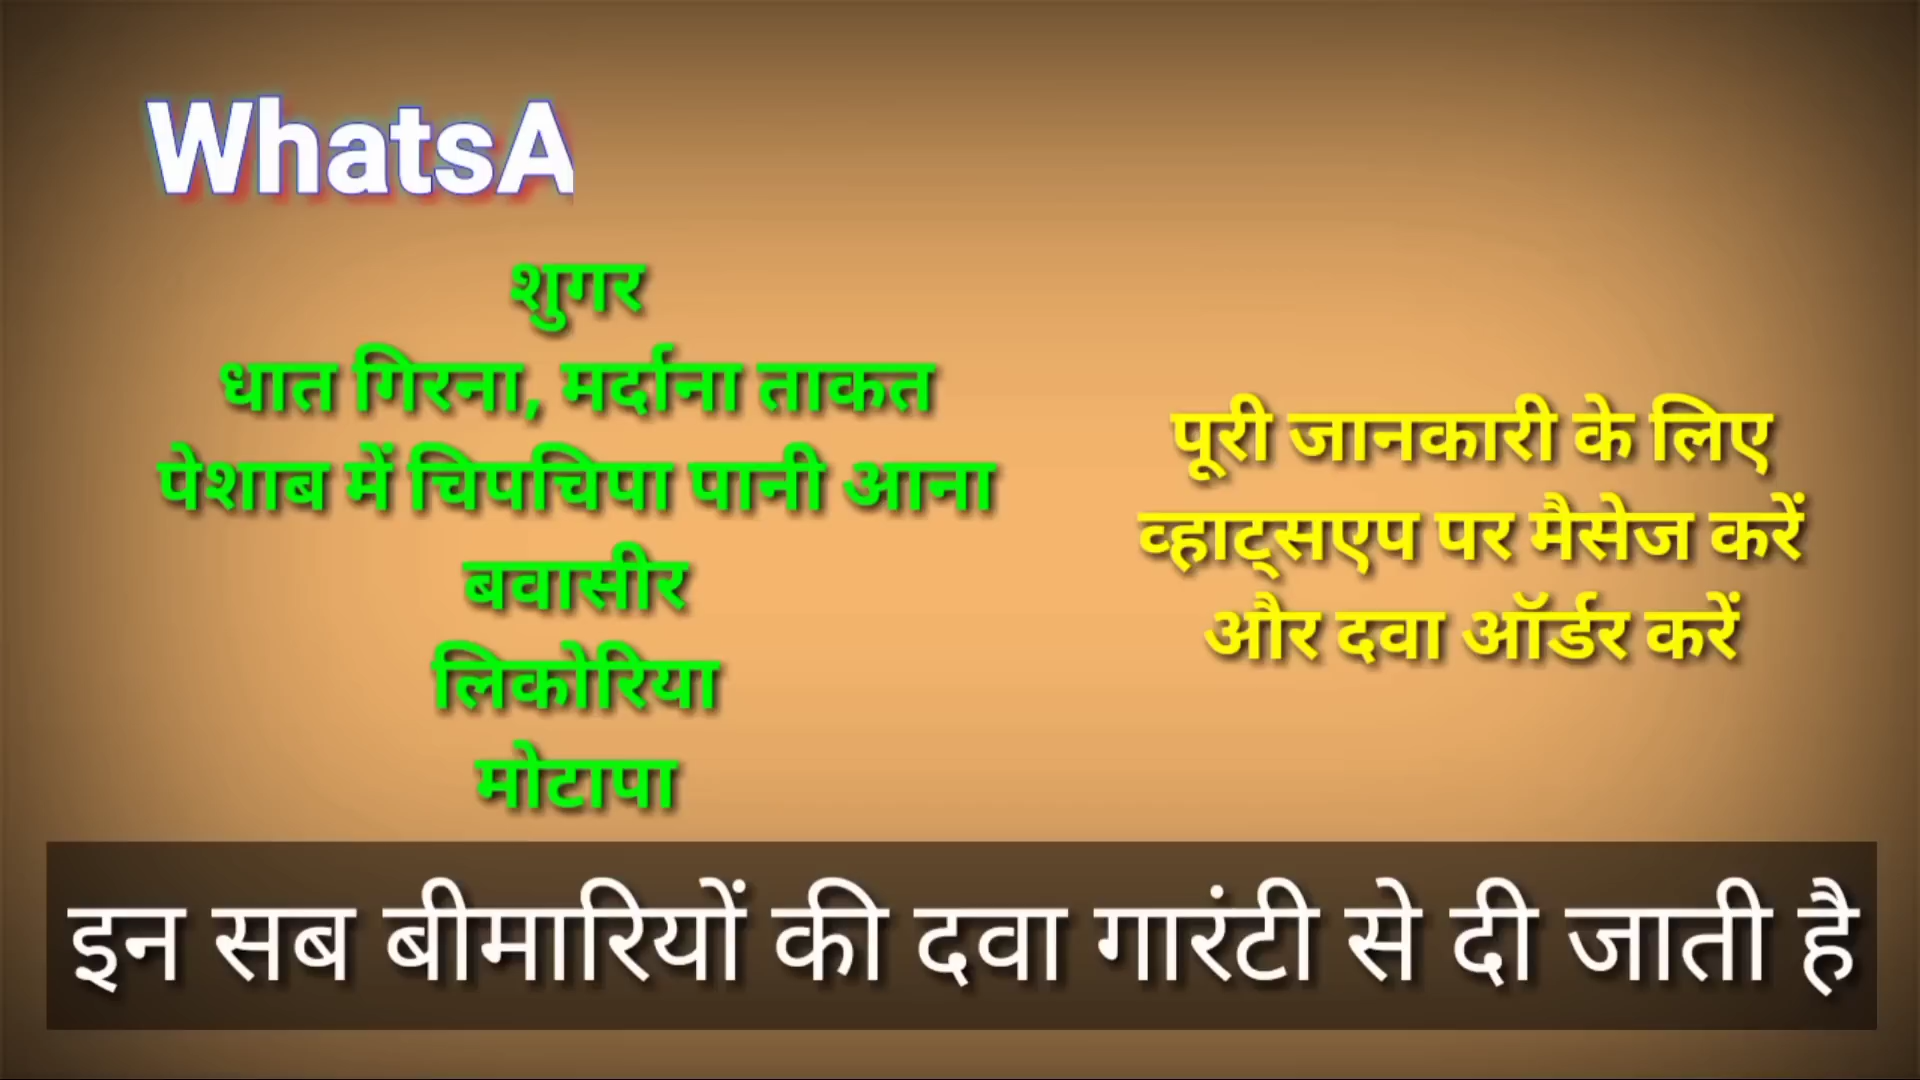 WhatsA
शुगर
धात गिरना, मर्दाना ताकत
पेशाब में चिपचिपा पानी आना
बवासीर
लिकोरिया
मोटापा
पूरी जानकारी के लिए
व्हाट्सएप पर मैसेज करें
और दवा ऑर्डर करें
इन सब बीमारियों की दवा गारंटी से दी जाती है